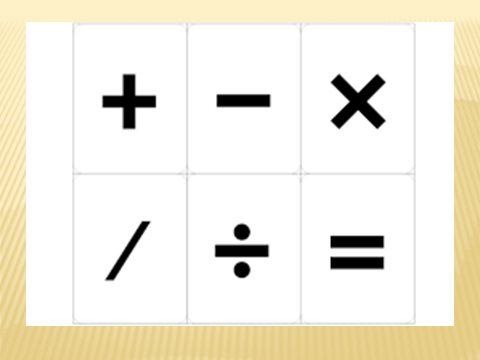 + − ×
/ ÷ =